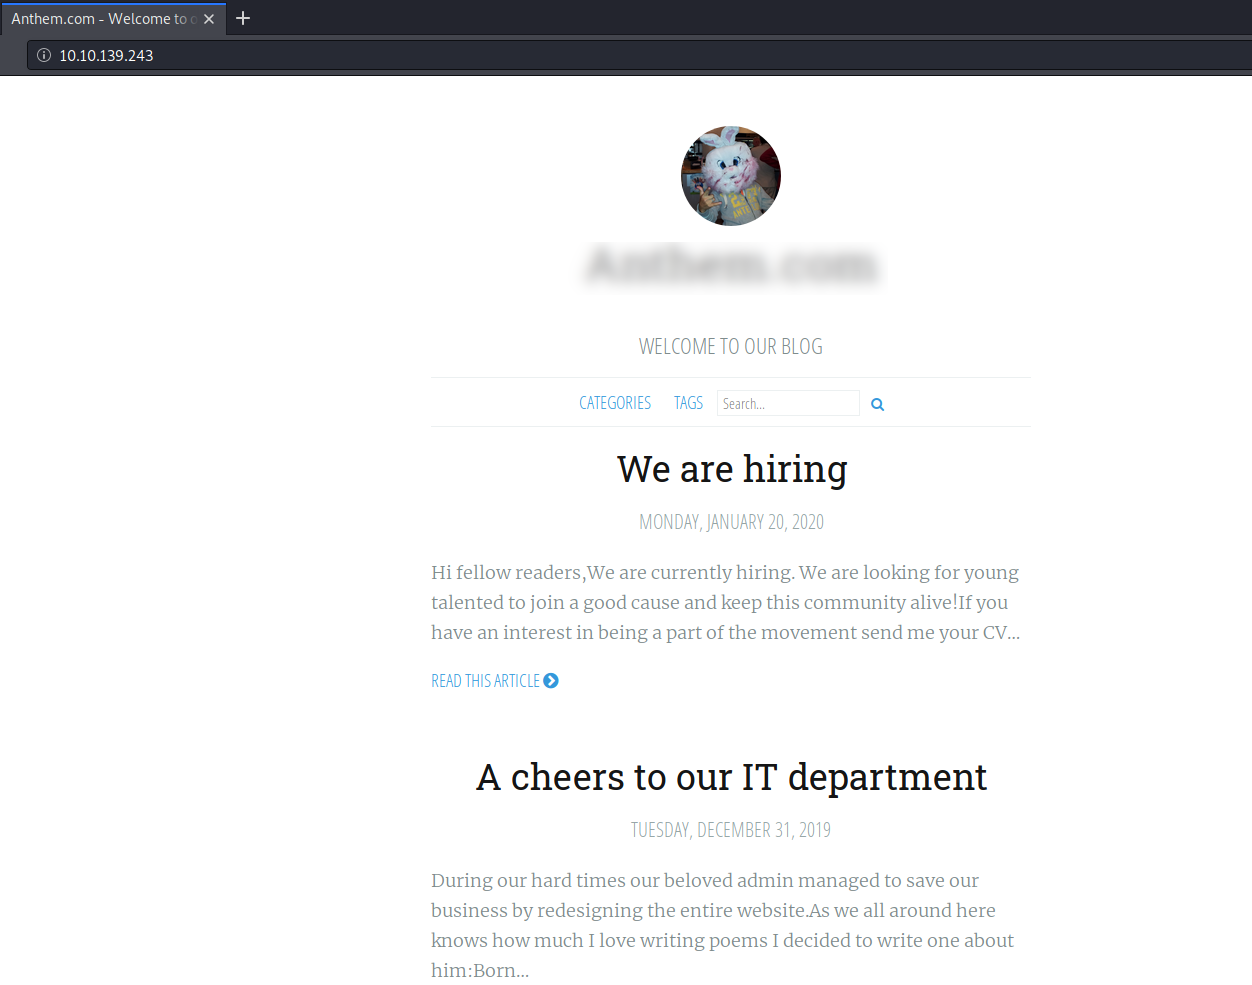 Anthem.com - Welcome to o
10.10.139.243
Anthem.com
WELCOME TO OUR BLOG
CATEGORIES TAGS Search...
We are hiring
MONDAY, JANUARY 20, 2020
Hi fellow readers,We are currently hiring. We are looking for young
talented to join a good cause and keep this community alive!If you
have an interest in being a part of the movement send me your CV...
READ THIS ARTICLE
A cheers to our IT department
TUESDAY, DECEMBER 31, 2019
During our hard times our beloved admin managed to save our
business by redesigning the entire website.As we all around here
knows how much I love writing poems I decided to write one about
him:Born...